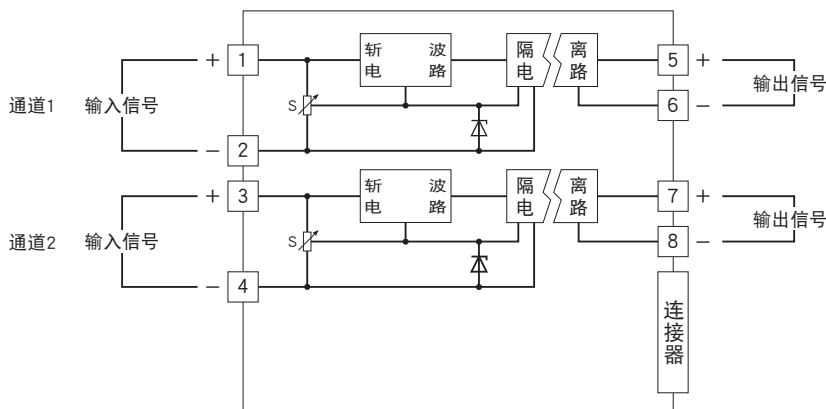 + 1 斩 波 隔 离 5 +
电 路 电 路
通道1 输入信号 S 6 − 输出信号
− 2
+ 3 斩 波 隔 离 7 +
电 路 电 路
通道2 输入信号 S 8 − 输出信号
− 4
连接器